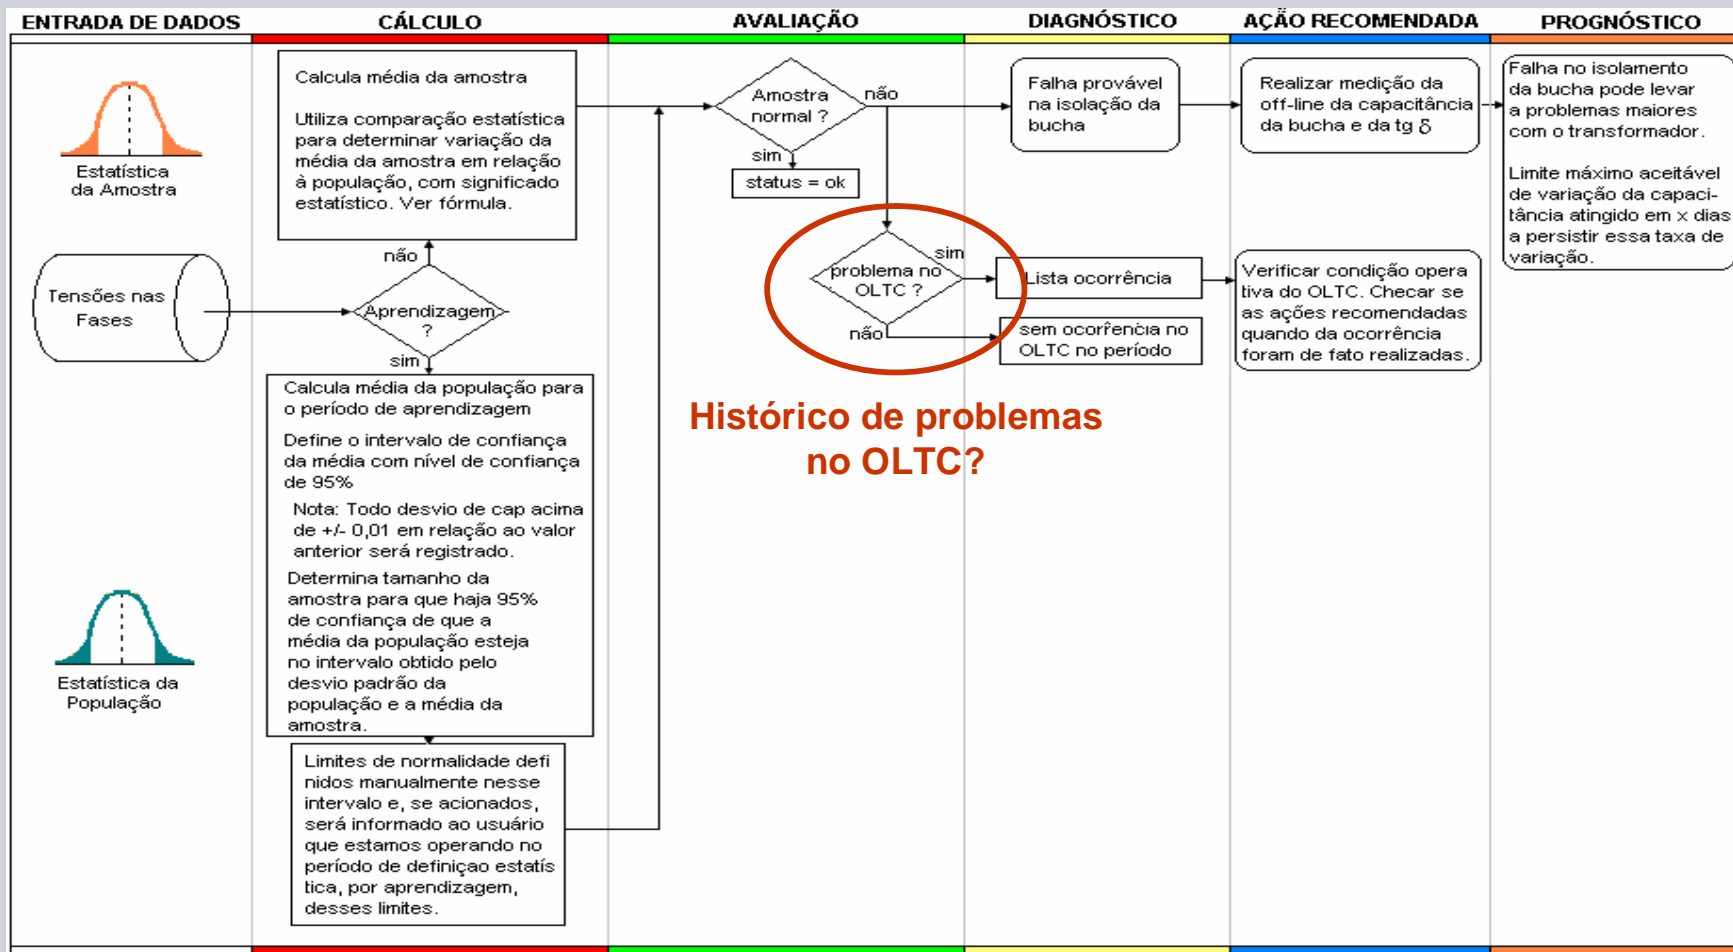 ENTRADA DE DADOS
CÁLCULO
AVALIAÇÃO
DIAGNÓSTICO
AÇÃO RECOMENDADA
PROGNÓSTICO
Estatística
da Amostra
Tensões nas
Fases
Estatística da
População
Calcula média da amostra
Utiliza comparação estatística
para determinar variação da
média da amostra em relação
à população, com significado
estatístico. Ver fórmula.
não
Aprendizagem
?
sim
Calcula média da população para
o período de aprendizagem
Define o intervalo de confiança
da média com nível de confiança
de 95%
Nota: Todo desvio de cap acima
de +/- 0,01 em relação ao valor
anterior será registrado.
Determina tamanho da
amostra para que haja 95%
de confiança de que a
média da população esteja
no intervalo obtido pelo
desvio padrão da
população e a média da
amostra.
Limites de normalidade defi
nidos manualmente nesse
intervalo e, se acionados,
será informado ao usuário
que estamos operando no
período de definiçao estatís
tica, por aprendizagem,
desses limites.
Amostra
normal ?
não
sim
status = ok
problema no
OLTC ?
sim
não
Histórico de problemas
no OLTC?
Falha provável
na isolação da
bucha
Lista ocorrência
sem ocorrencia no
OLTC no período
Realizar medição da
off-line da capacitância
da bucha e da tg δ
Verificar condição opera
tiva do OLTC. Checar se
as ações recomendadas
quando da ocorrência
foram de fato realizadas.
Falha no isolamento
da bucha pode levar
a problemas maiores
com o transformador.
Limite máximo aceitável
de variação da capaci-
tância atingido em x dias
a persistir essa taxa de
variação.